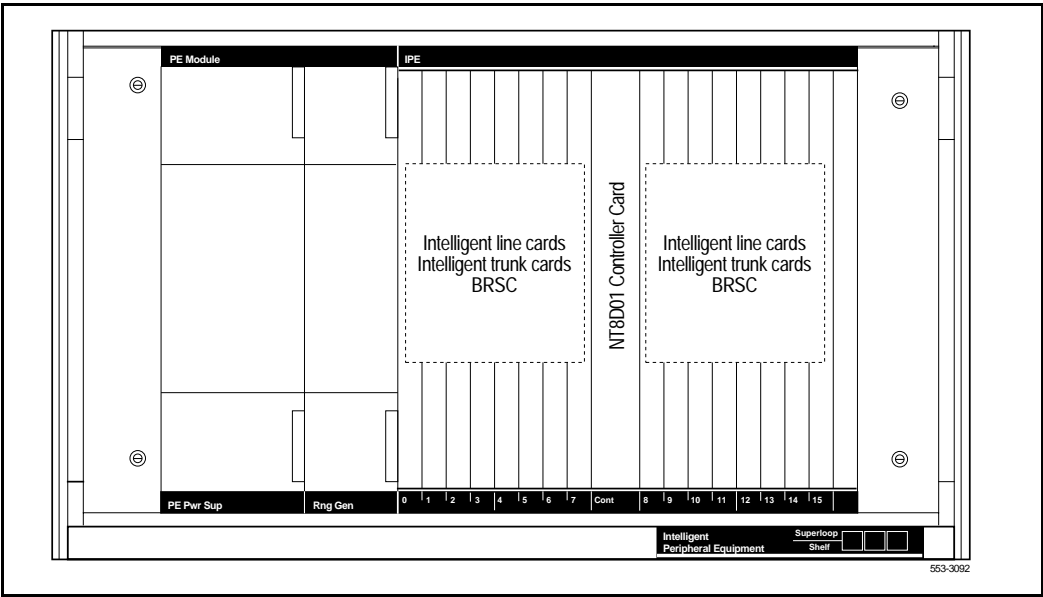 PE Module
IPE
Intelligent line cards
Intelligent trunk cards
BRSC
NT8D01 Controller Card
Intelligent line cards
Intelligent trunk cards
BRSC
PE Pwr Sup
Rng Gen
0 1 2 3 4 5 6 7 Cont 8 9 10 11 12 13 14 15
Intelligent
Peripheral Equipment
Superloop
Shelf
553-3092